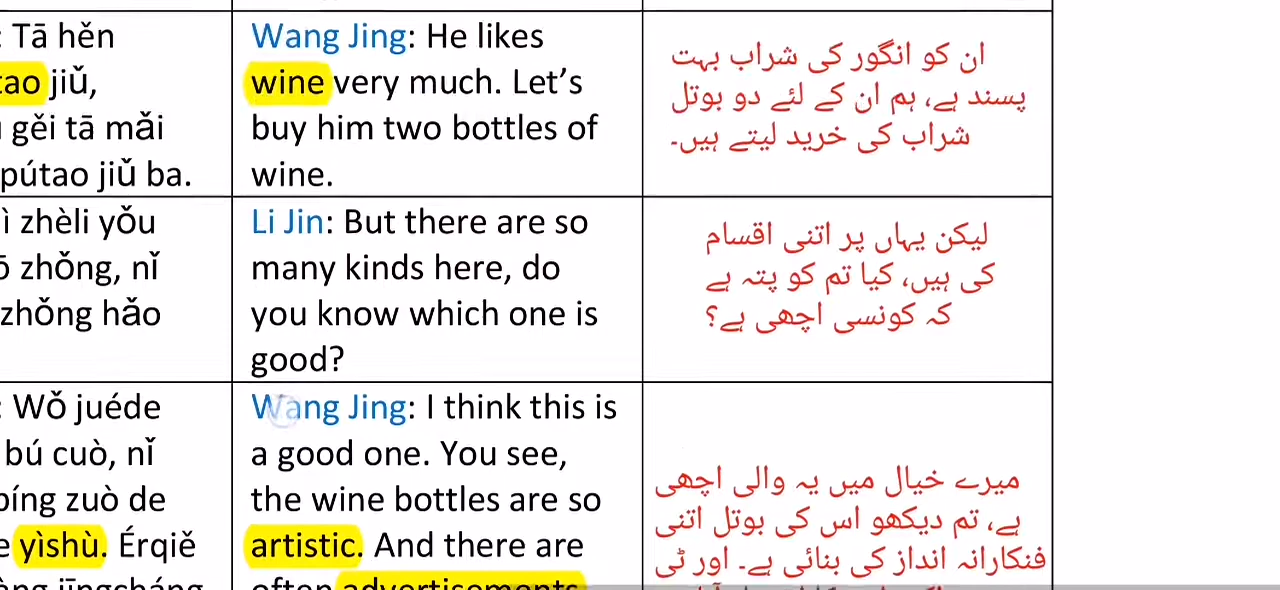 : Tā hěn
tao jiǔ,
gěi tā mǎi
pútao jiǔ ba.
Wang Jing: He likes
wine very much. Let’s
buy him two bottles of
wine.
ان کو انگور کی شراب بہت
پسند ہے، ہم ان کے لئے دو بوتل
شراب کی خرید لیتے ہیں۔
ì zhèli yǒu
zhǒng, nǐ
zhǒng hǎo
Li Jin: But there are so
many kinds here, do
you know which one is
good?
لیکن یہاں پر اتنی اقسام
کی ہیں، کیا تم کو پتہ ہے
کہ کونسی اچھی ہے؟
: Wǒ juéde
bú cuò, nǐ
píng zuò de
yìshù. Érqiě
jīngcháng
Wang Jing: I think this is
a good one. You see,
the wine bottles are so
artistic. And there are
often advertisements
میرے خیال میں یہ والی اچھی
ہے، تم دیکھو اس کی بوتل اتنی
فنکارانہ انداز کی بنائی ہے۔ اور ٹی